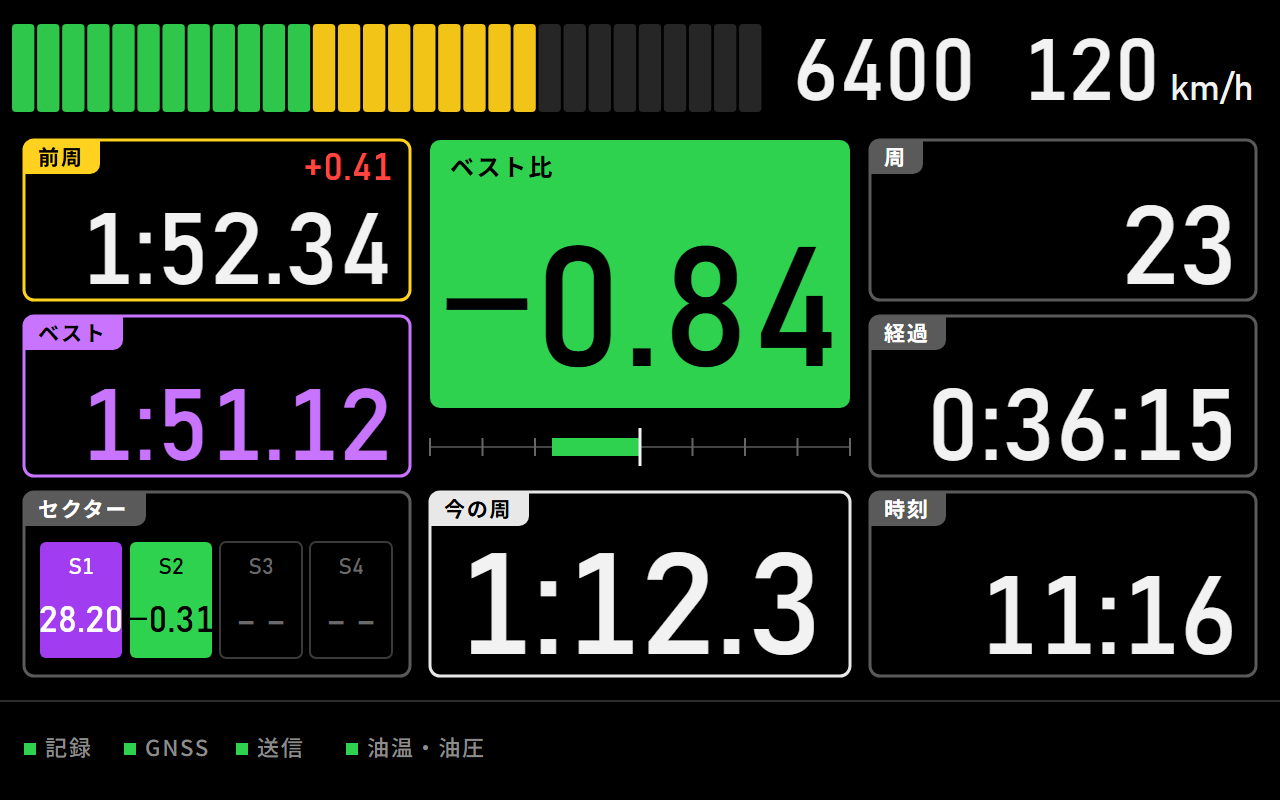 6400 120 km/h
前周
+0.41
1:52.34
ベスト比
−0.84
周
23
ベスト
1:51.12
経過
0:36:15
セクター
S1 S2 S3 S4
28.20 −0.31 – – – –
今の周
1:12.3
時刻
11:16
記録 GNSS 送信 油温・油圧